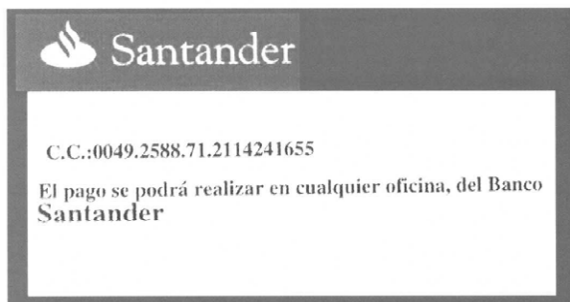 Santander
C.C.:0049.2588.71.2114241655
El pago se podrá realizar en cualquier oficina, del Banco
Santander